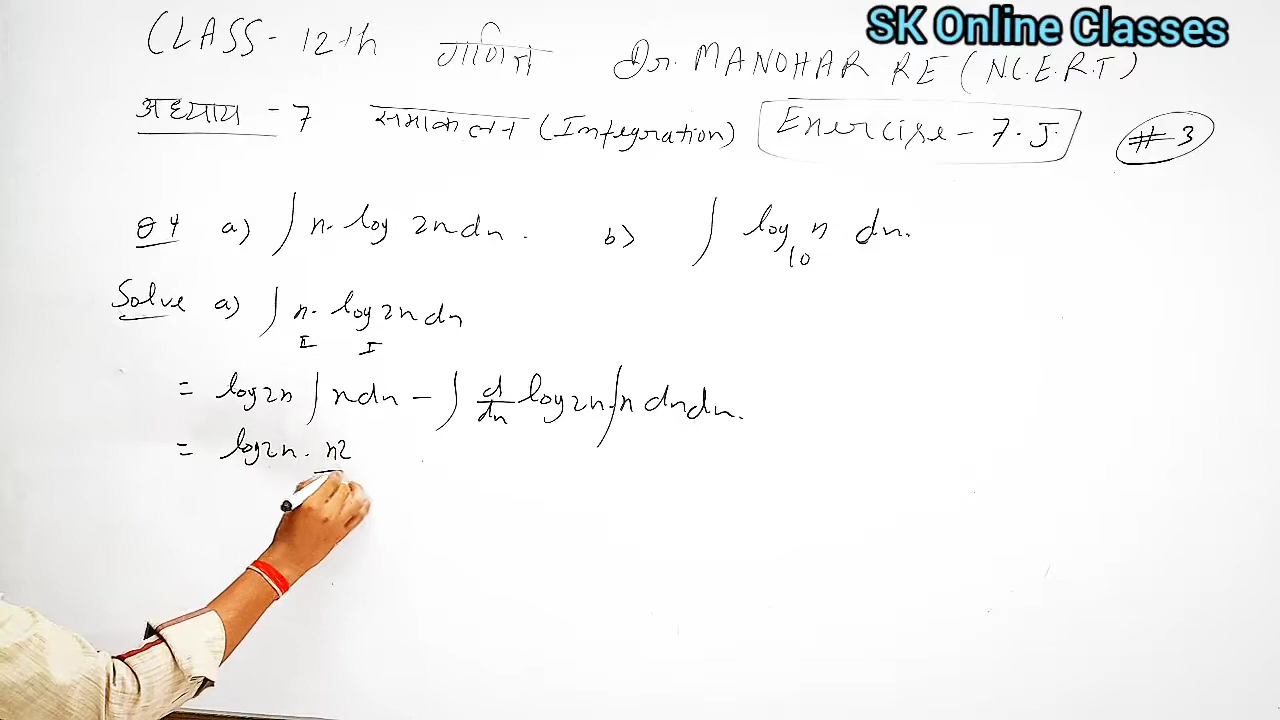 SK Online Classes
CLASS - 12th गणित Dr. MANOHAR RE (N.C.E.R.T)
अध्याय - 7 समाकलन (Integration) Exercise - 7.J. #3
Q 4 a) ∫ x. log 2x dx. b) ∫ log₁₀ x dx.
Solve a) ∫ x. log 2x dx
II I
= log 2x ∫ x dx - ∫ d/dx log 2x ∫ x dx dx.
= log 2x . x2